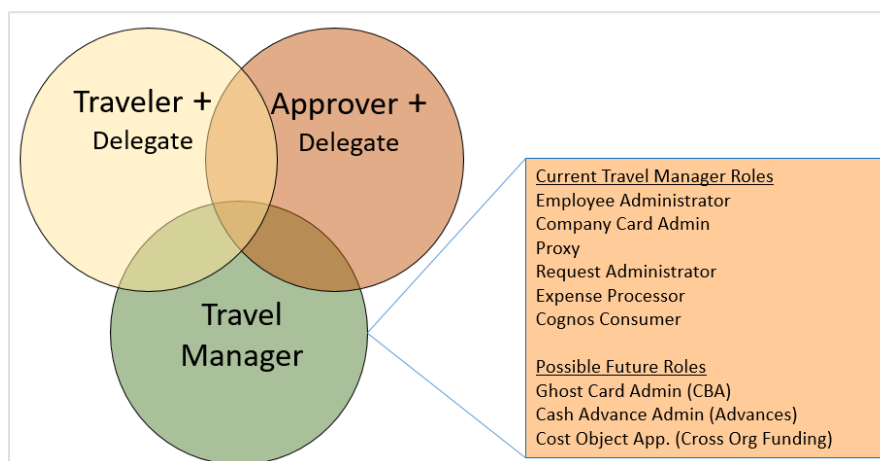 Traveler +
Delegate
Approver +
Delegate
Travel
Manager
Current Travel Manager Roles
Employee Administrator
Company Card Admin
Proxy
Request Administrator
Expense Processor
Cognos Consumer
Possible Future Roles
Ghost Card Admin (CBA)
Cash Advance Admin (Advances)
Cost Object App. (Cross Org Funding)